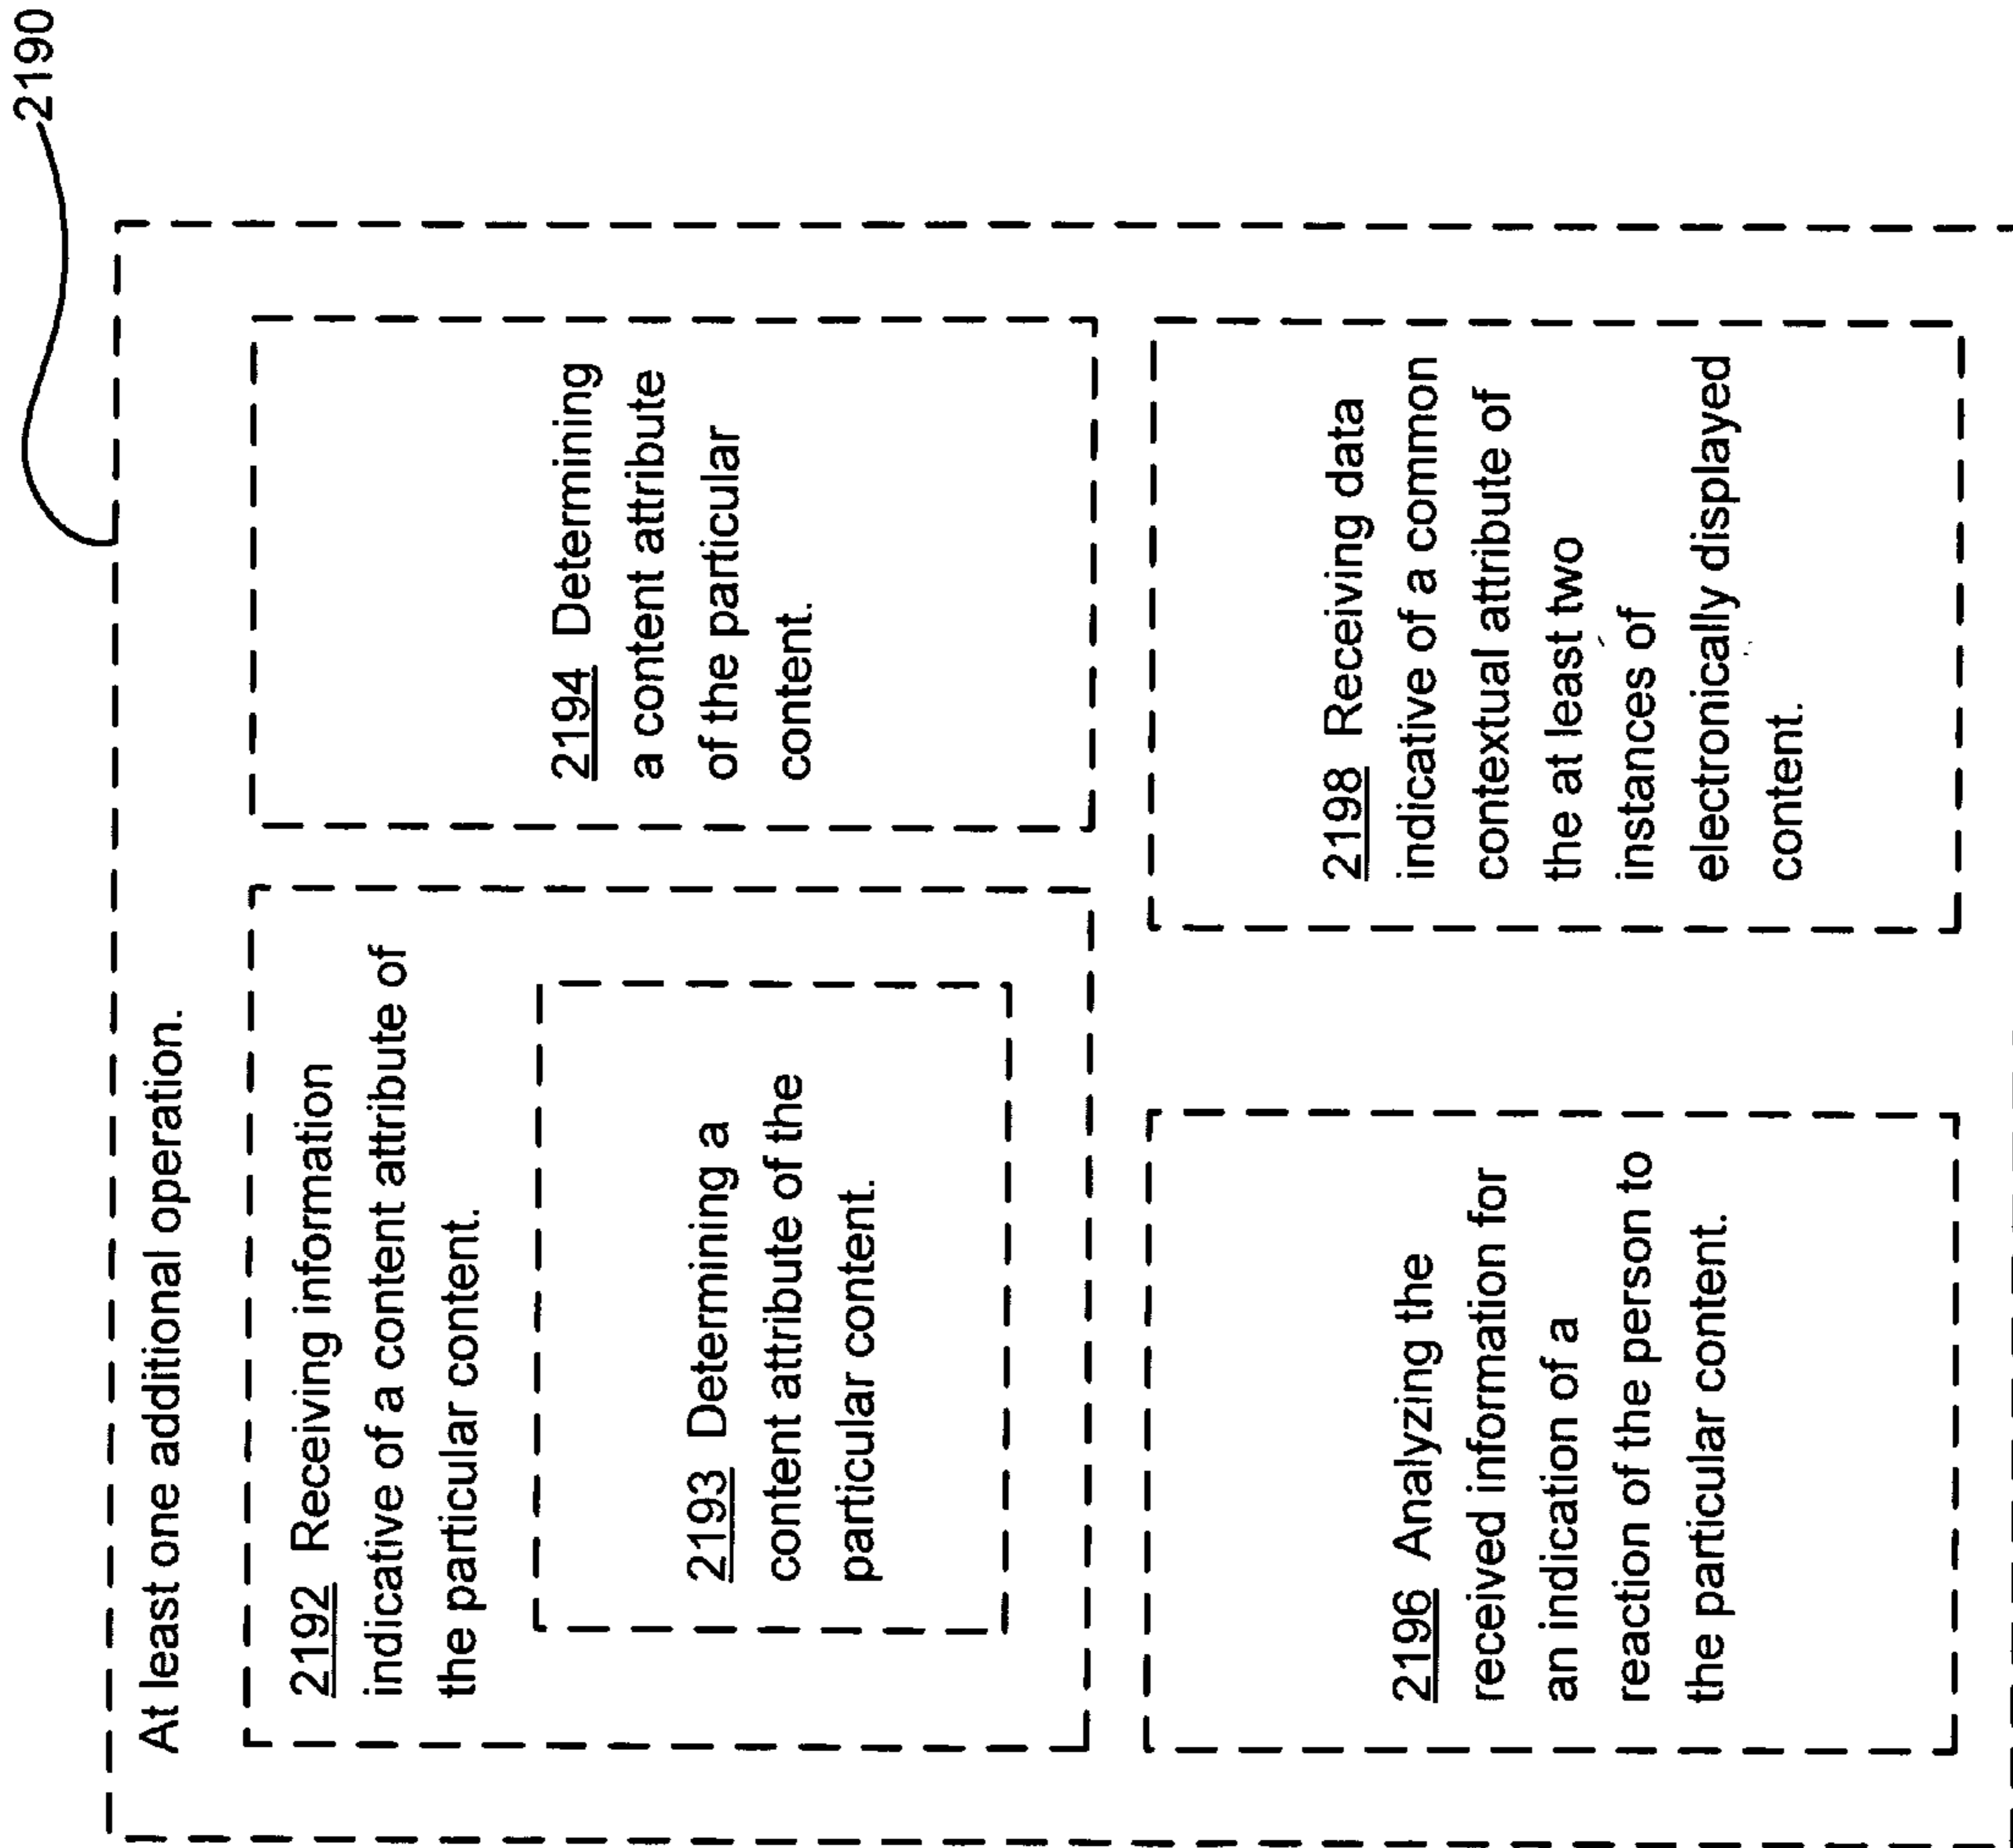 2190
At least one additional operation.
2192 Receiving information
indicative of a content attribute of
the particular content.
2193 Determining a
content attribute of the
particular content.
2194 Determining
a content attribute
of the particular
content.
2196 Analyzing the
received information for
an indication of a
reaction of the person to
the particular content.
2198 Receiving data
indicative of a common
contextual attribute of
the at least two
instances of
electronically displayed
content.